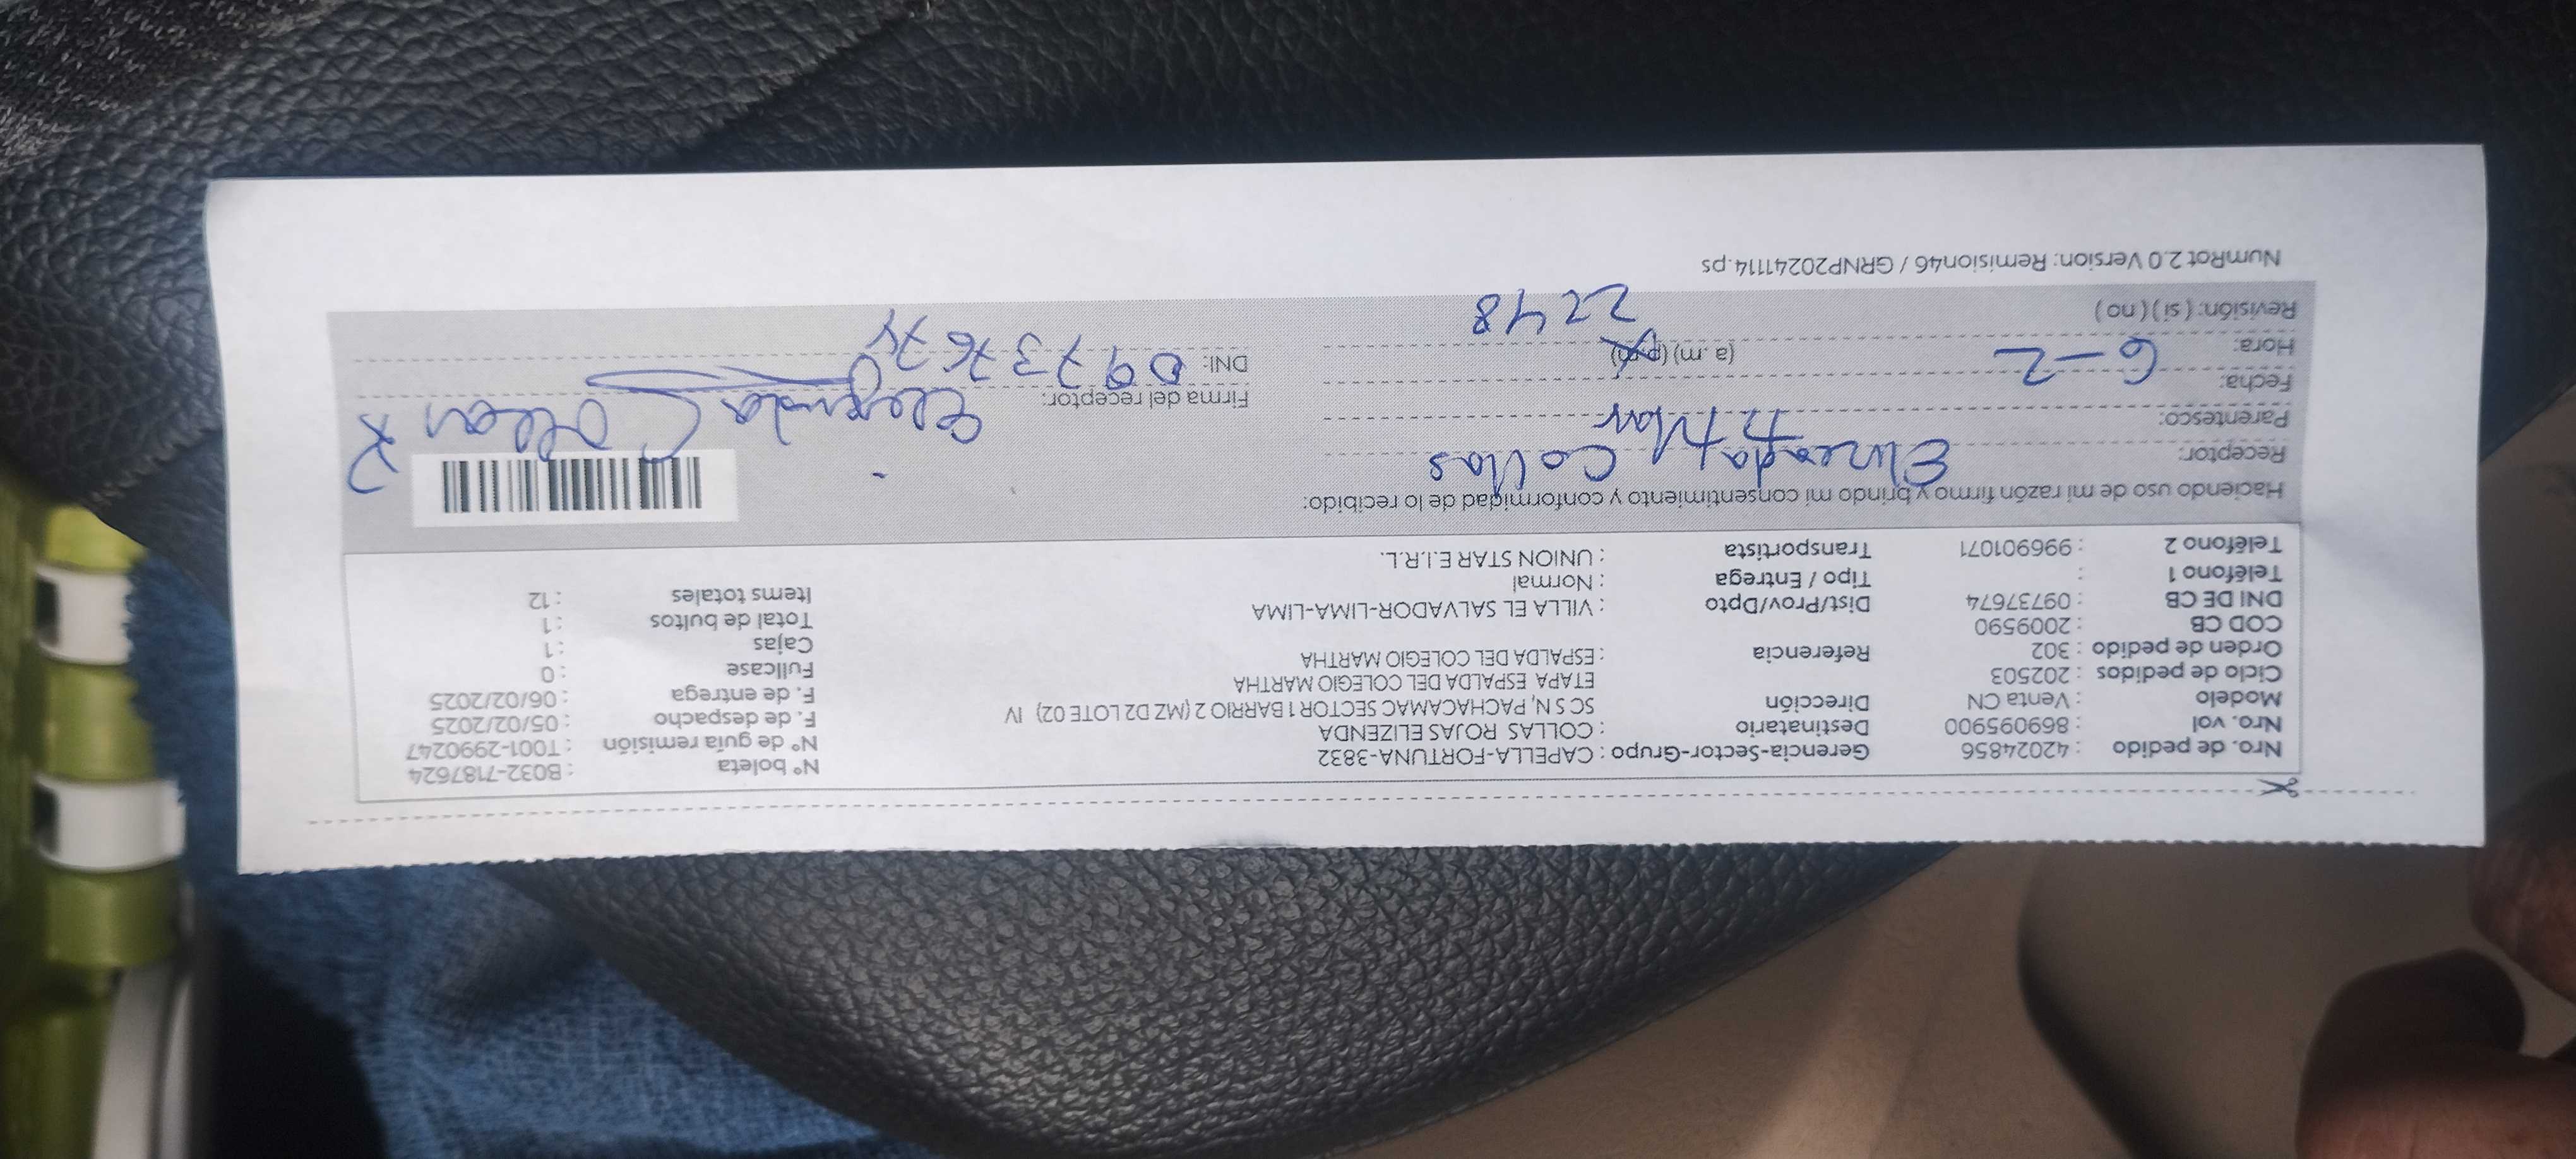 Nro. de pedido : 42024856 Gerencia-Sector-Grupo : CAPELLA-FORTUNA-3832 N° boleta : B032-7187624
Nro. vol : 869095900 Destinatario : COLLAS ROJAS ELIZENDA N° de guía remisión : T001-2990247
Modelo : Venta CN Dirección SC S N, PACHACAMAC SECTOR 1 BARRIO 2 (MZ D2 LOTE 02) IV F. de despacho : 05/02/2025
Ciclo de pedidos : 202503 ETAPA ESPALDA DEL COLEGIO MARTHA F. de entrega : 06/02/2025
Orden de pedido : 302 Referencia : ESPALDA DEL COLEGIO MARTHA Fullcase : 0
COD CB : 2009590 Cajas : 1
DNI DE CB : 09737674 Dist/Prov/Dpto : VILLA EL SALVADOR-LIMA-LIMA Total de bultos : 1
Teléfono 1 : Tipo / Entrega : Normal Items totales : 12
Teléfono 2 : 996901071 Transportista : UNION STAR E.I.R.L.
Haciendo uso de mi razón firmo y brindo mi consentimiento y conformidad de lo recibido:
Receptor: Collas
Parentesco:
Fecha: 6-2 Firma del receptor:
Hora: (a. m) (p.m) DNI: 09737674
Revisión: ( si ) ( no ) 2248
NumRot 2.0 Version: Remision46 / GRNP20241114.ps